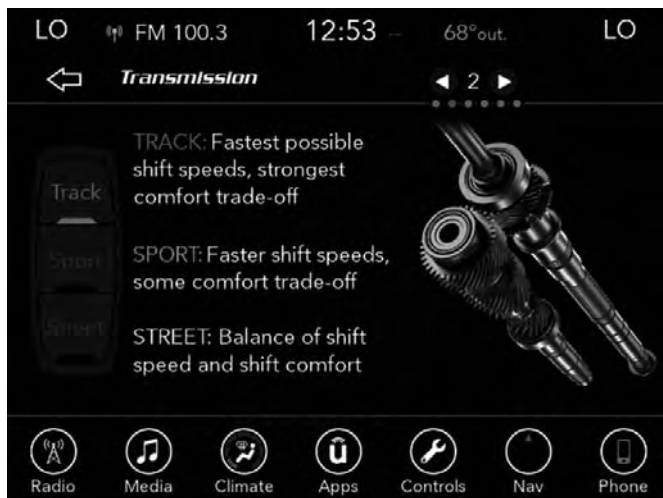 LO FM 100.3 12:53 -- 68°out. LO
Transmission 2
TRACK: Fastest possible
shift speeds, strongest
comfort trade-off
Track
SPORT: Faster shift speeds,
some comfort trade-off
Sport
STREET: Balance of shift
speed and shift comfort
Street
Radio Media Climate Apps Controls Nav Phone